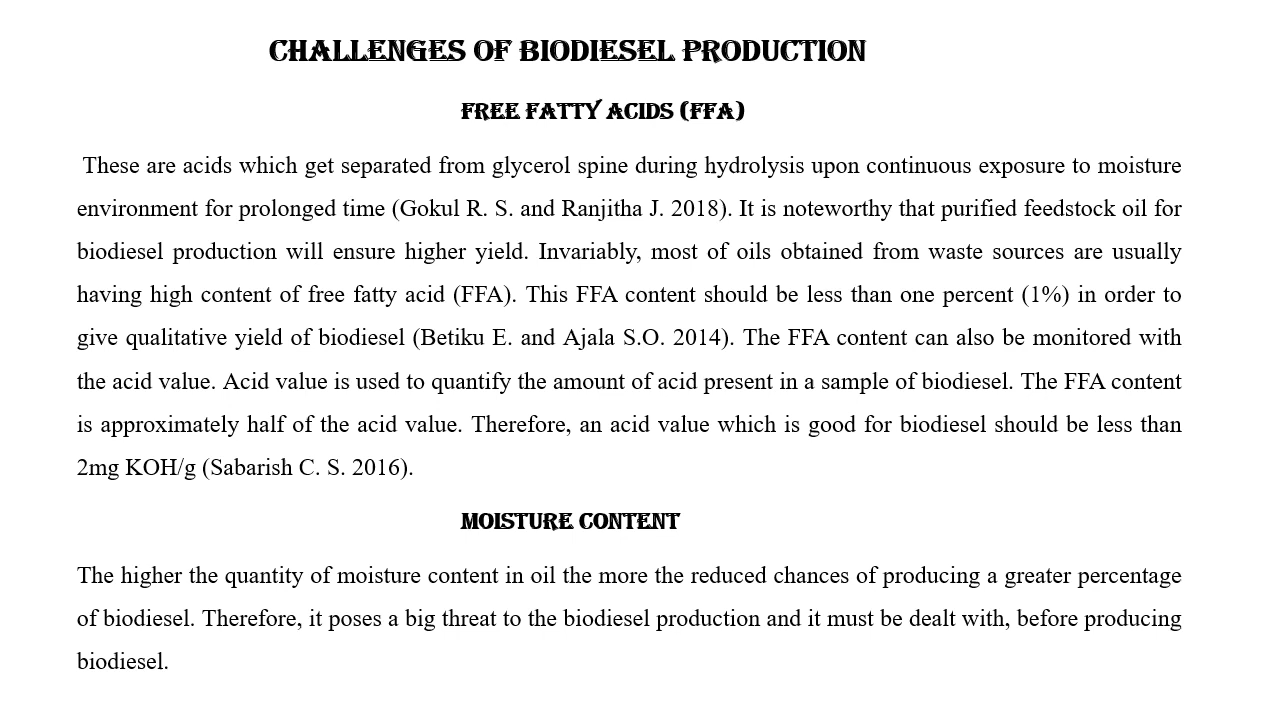 CHALLENGES OF BIODIESEL PRODUCTION
FREE FATTY ACIDS (FFA)
These are acids which get separated from glycerol spine during hydrolysis upon continuous exposure to moisture
environment for prolonged time (Gokul R. S. and Ranjitha J. 2018). It is noteworthy that purified feedstock oil for
biodiesel production will ensure higher yield. Invariably, most of oils obtained from waste sources are usually
having high content of free fatty acid (FFA). This FFA content should be less than one percent (1%) in order to
give qualitative yield of biodiesel (Betiku E. and Ajala S.O. 2014). The FFA content can also be monitored with
the acid value. Acid value is used to quantify the amount of acid present in a sample of biodiesel. The FFA content
is approximately half of the acid value. Therefore, an acid value which is good for biodiesel should be less than
2mg KOH/g (Sabarish C. S. 2016).
MOISTURE CONTENT
The higher the quantity of moisture content in oil the more the reduced chances of producing a greater percentage
of biodiesel. Therefore, it poses a big threat to the biodiesel production and it must be dealt with, before producing
biodiesel.